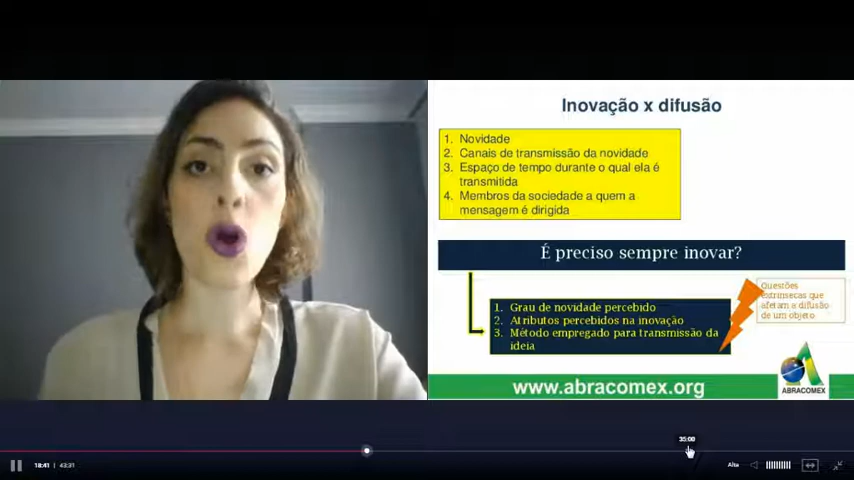 Inovação x difusão
1. Novidade
2. Canais de transmissão da novidade
3. Espaço de tempo durante o qual ela é
transmitida
4. Membros da sociedade a quem a
mensagem é dirigida
É preciso sempre inovar?
Questões
extrínsecas que
afetam a difusão
de um objeto
1. Grau de novidade percebido
2. Atributos percebidos na inovação
3. Método empregado para transmissão da
ideia
www.abracomex.org
ABRACOMEX
35:00
18:41 / 43:31
Alta